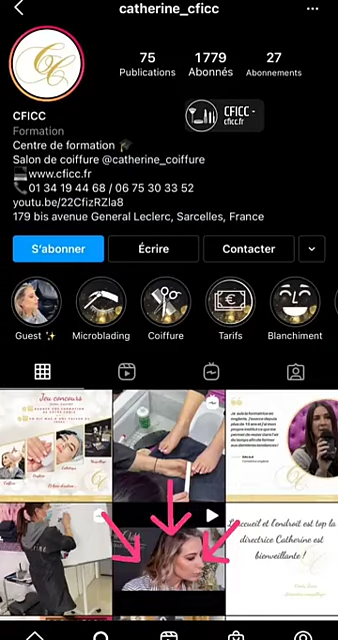 catherine_cficc
75 1 779 27
Publications Abonnés Abonnements
CFICC -
cficc.fr
CFICC
Formation
Centre de formation 🎓
Salon de coiffure @catherine_coiffure
💻www.cficc.fr
📞01 34 19 44 68 / 06 75 30 33 52
youtu.be/22CfizRZla8
179 bis avenue General Leclerc, Sarcelles, France
S'abonner Écrire Contacter
Guest ✨ Microblading Coiffure Tarifs Blanchiment
Jeu concours
L'accueil et l'endroit est top la
directrice Catherine est
bienveillante !